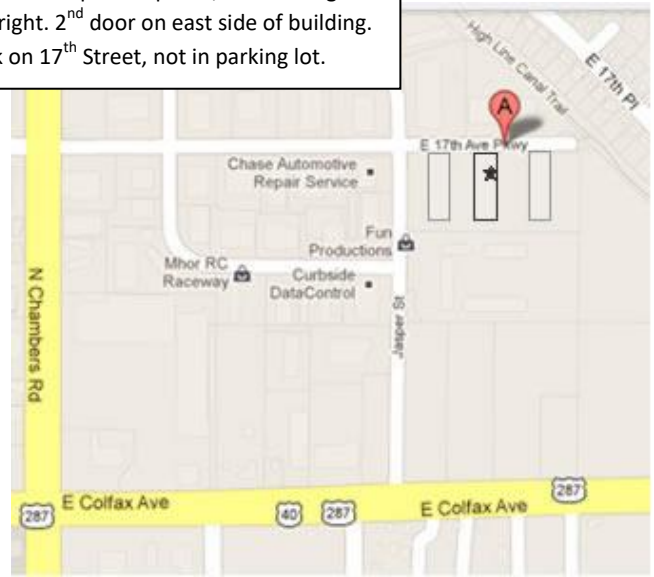 right. 2nd door on east side of building.
on 17th Street, not in parking lot.
High Line Canal Trail
E 17th Pl
A
E 17th Ave Pkwy
Chase Automotive
Repair Service
Fun
Productions
Mhor RC
Raceway
Curbside
DataControl
N Chambers Rd
Jasper St
E Colfax Ave
E Colfax Ave
287
40
287
287